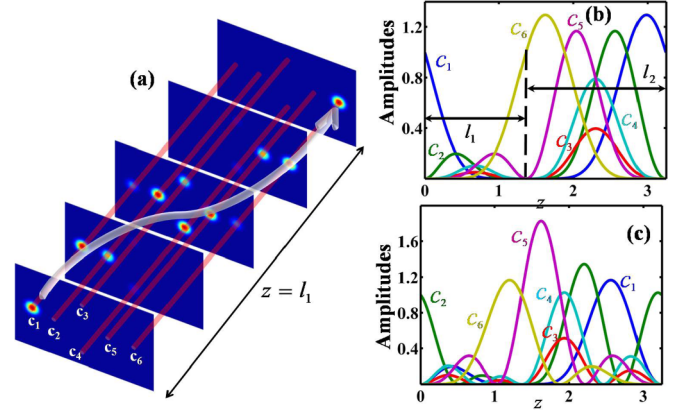 (a)
c₁
c₂
c₃
c₄
c₅
c₆
z = l₁
(b)
Amplitudes
1.2
0.8
0.4
C₁
C₂
C₆
C₅
C₄
C₃
l₁
l₂
0 1 2 3
z
(c)
Amplitudes
1.6
1.2
0.8
0.4
C₂
C₆
C₅
C₄
C₃
C₁
0 1 2 3
z